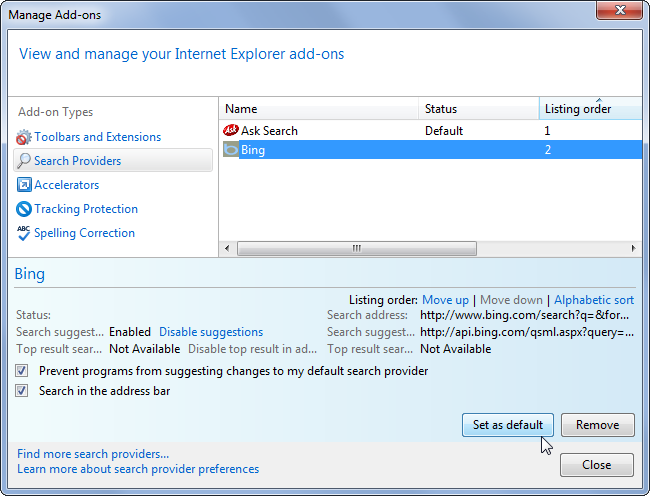 Manage Add-ons
View and manage your Internet Explorer add-ons
Add-on Types
Toolbars and Extensions
Search Providers
Accelerators
Tracking Protection
ABC Spelling Correction
Name Status Listing order
Ask Ask Search Default 1
b Bing 2
Bing
Listing order: Move up | Move down | Alphabetic sort
Status: Search address: http://www.bing.com/search?q=&for...
Search suggest... Enabled Disable suggestions Search suggest... http://api.bing.com/qsml.aspx?query=...
Top result sear... Not Available Disable top result in ad... Top result sear... Not Available
Prevent programs from suggesting changes to my default search provider
Search in the address bar
Set as default Remove
Find more search providers...
Learn more about search provider preferences
Close